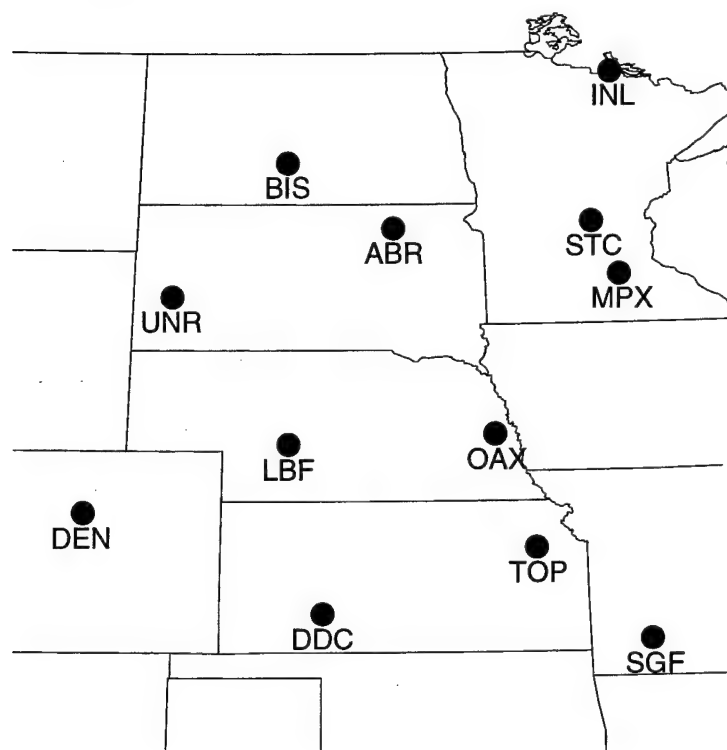 INL
BIS
STC
ABR
MPX
UNR
LBF
OAX
DEN
TOP
DDC
SGF